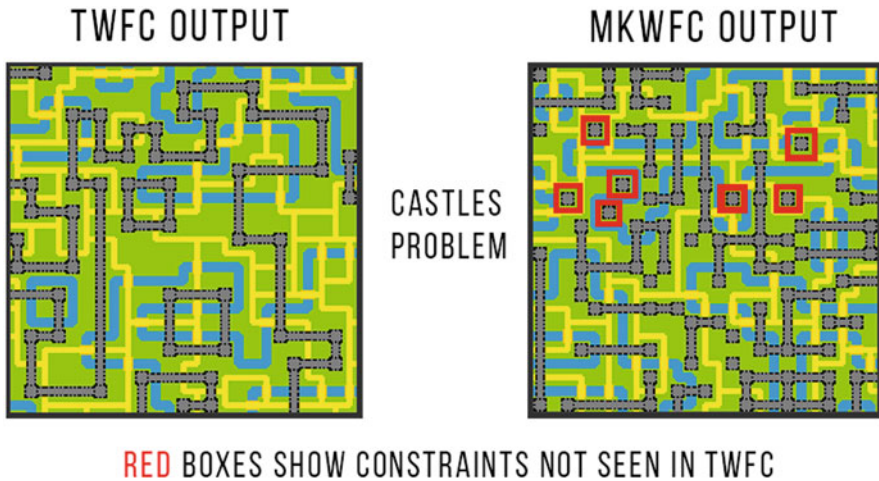 TWFC OUTPUT
MKWFC OUTPUT
CASTLES
PROBLEM
RED BOXES SHOW CONSTRAINTS NOT SEEN IN TWFC